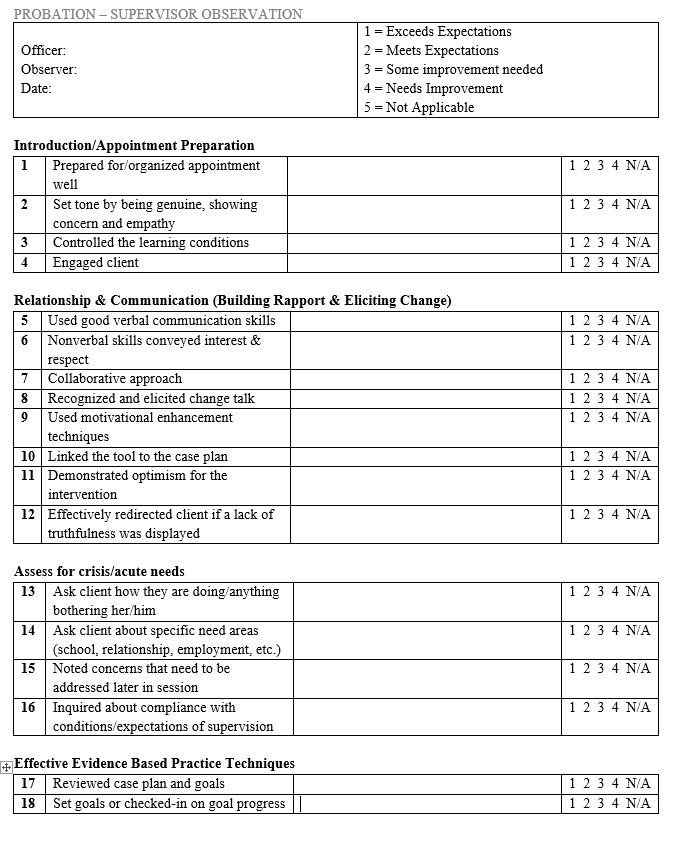 PROBATION – SUPERVISOR OBSERVATION
Officer:
Observer:
Date:
1 = Exceeds Expectations
2 = Meets Expectations
3 = Some improvement needed
4 = Needs Improvement
5 = Not Applicable
Introduction/Appointment Preparation
1 Prepared for/organized appointment 1 2 3 4 N/A
well
2 Set tone by being genuine, showing 1 2 3 4 N/A
concern and empathy
3 Controlled the learning conditions 1 2 3 4 N/A
4 Engaged client 1 2 3 4 N/A
Relationship & Communication (Building Rapport & Eliciting Change)
5 Used good verbal communication skills 1 2 3 4 N/A
6 Nonverbal skills conveyed interest & 1 2 3 4 N/A
respect
7 Collaborative approach 1 2 3 4 N/A
8 Recognized and elicited change talk 1 2 3 4 N/A
9 Used motivational enhancement 1 2 3 4 N/A
techniques
10 Linked the tool to the case plan 1 2 3 4 N/A
11 Demonstrated optimism for the 1 2 3 4 N/A
intervention
12 Effectively redirected client if a lack of 1 2 3 4 N/A
truthfulness was displayed
Assess for crisis/acute needs
13 Ask client how they are doing/anything 1 2 3 4 N/A
bothering her/him
14 Ask client about specific need areas 1 2 3 4 N/A
(school, relationship, employment, etc.)
15 Noted concerns that need to be 1 2 3 4 N/A
addressed later in session
16 Inquired about compliance with 1 2 3 4 N/A
conditions/expectations of supervision
Effective Evidence Based Practice Techniques
17 Reviewed case plan and goals 1 2 3 4 N/A
18 Set goals or checked-in on goal progress 1 2 3 4 N/A